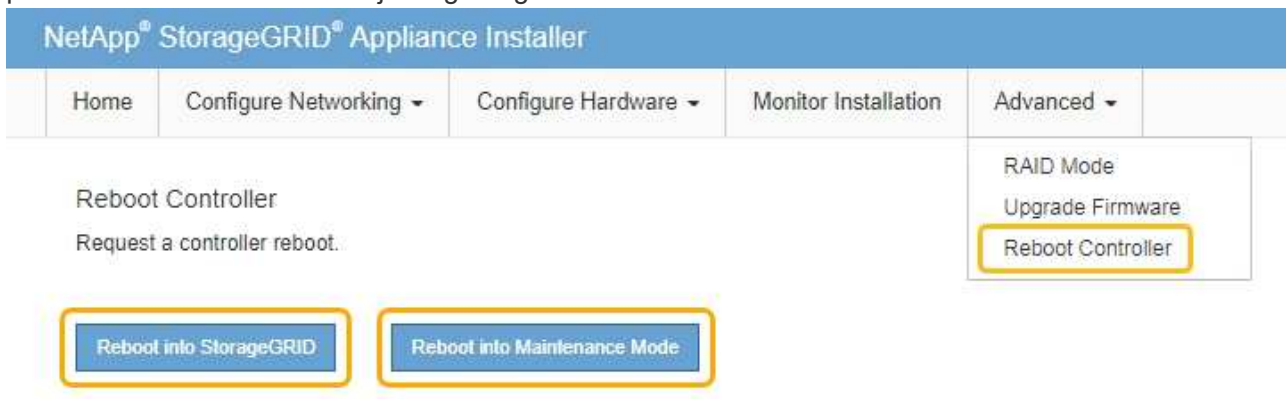 NetApp® StorageGRID® Appliance Installer
Home Configure Networking Configure Hardware Monitor Installation Advanced
RAID Mode
Upgrade Firmware
Reboot Controller
Reboot Controller
Request a controller reboot.
Reboot into StorageGRID Reboot into Maintenance Mode